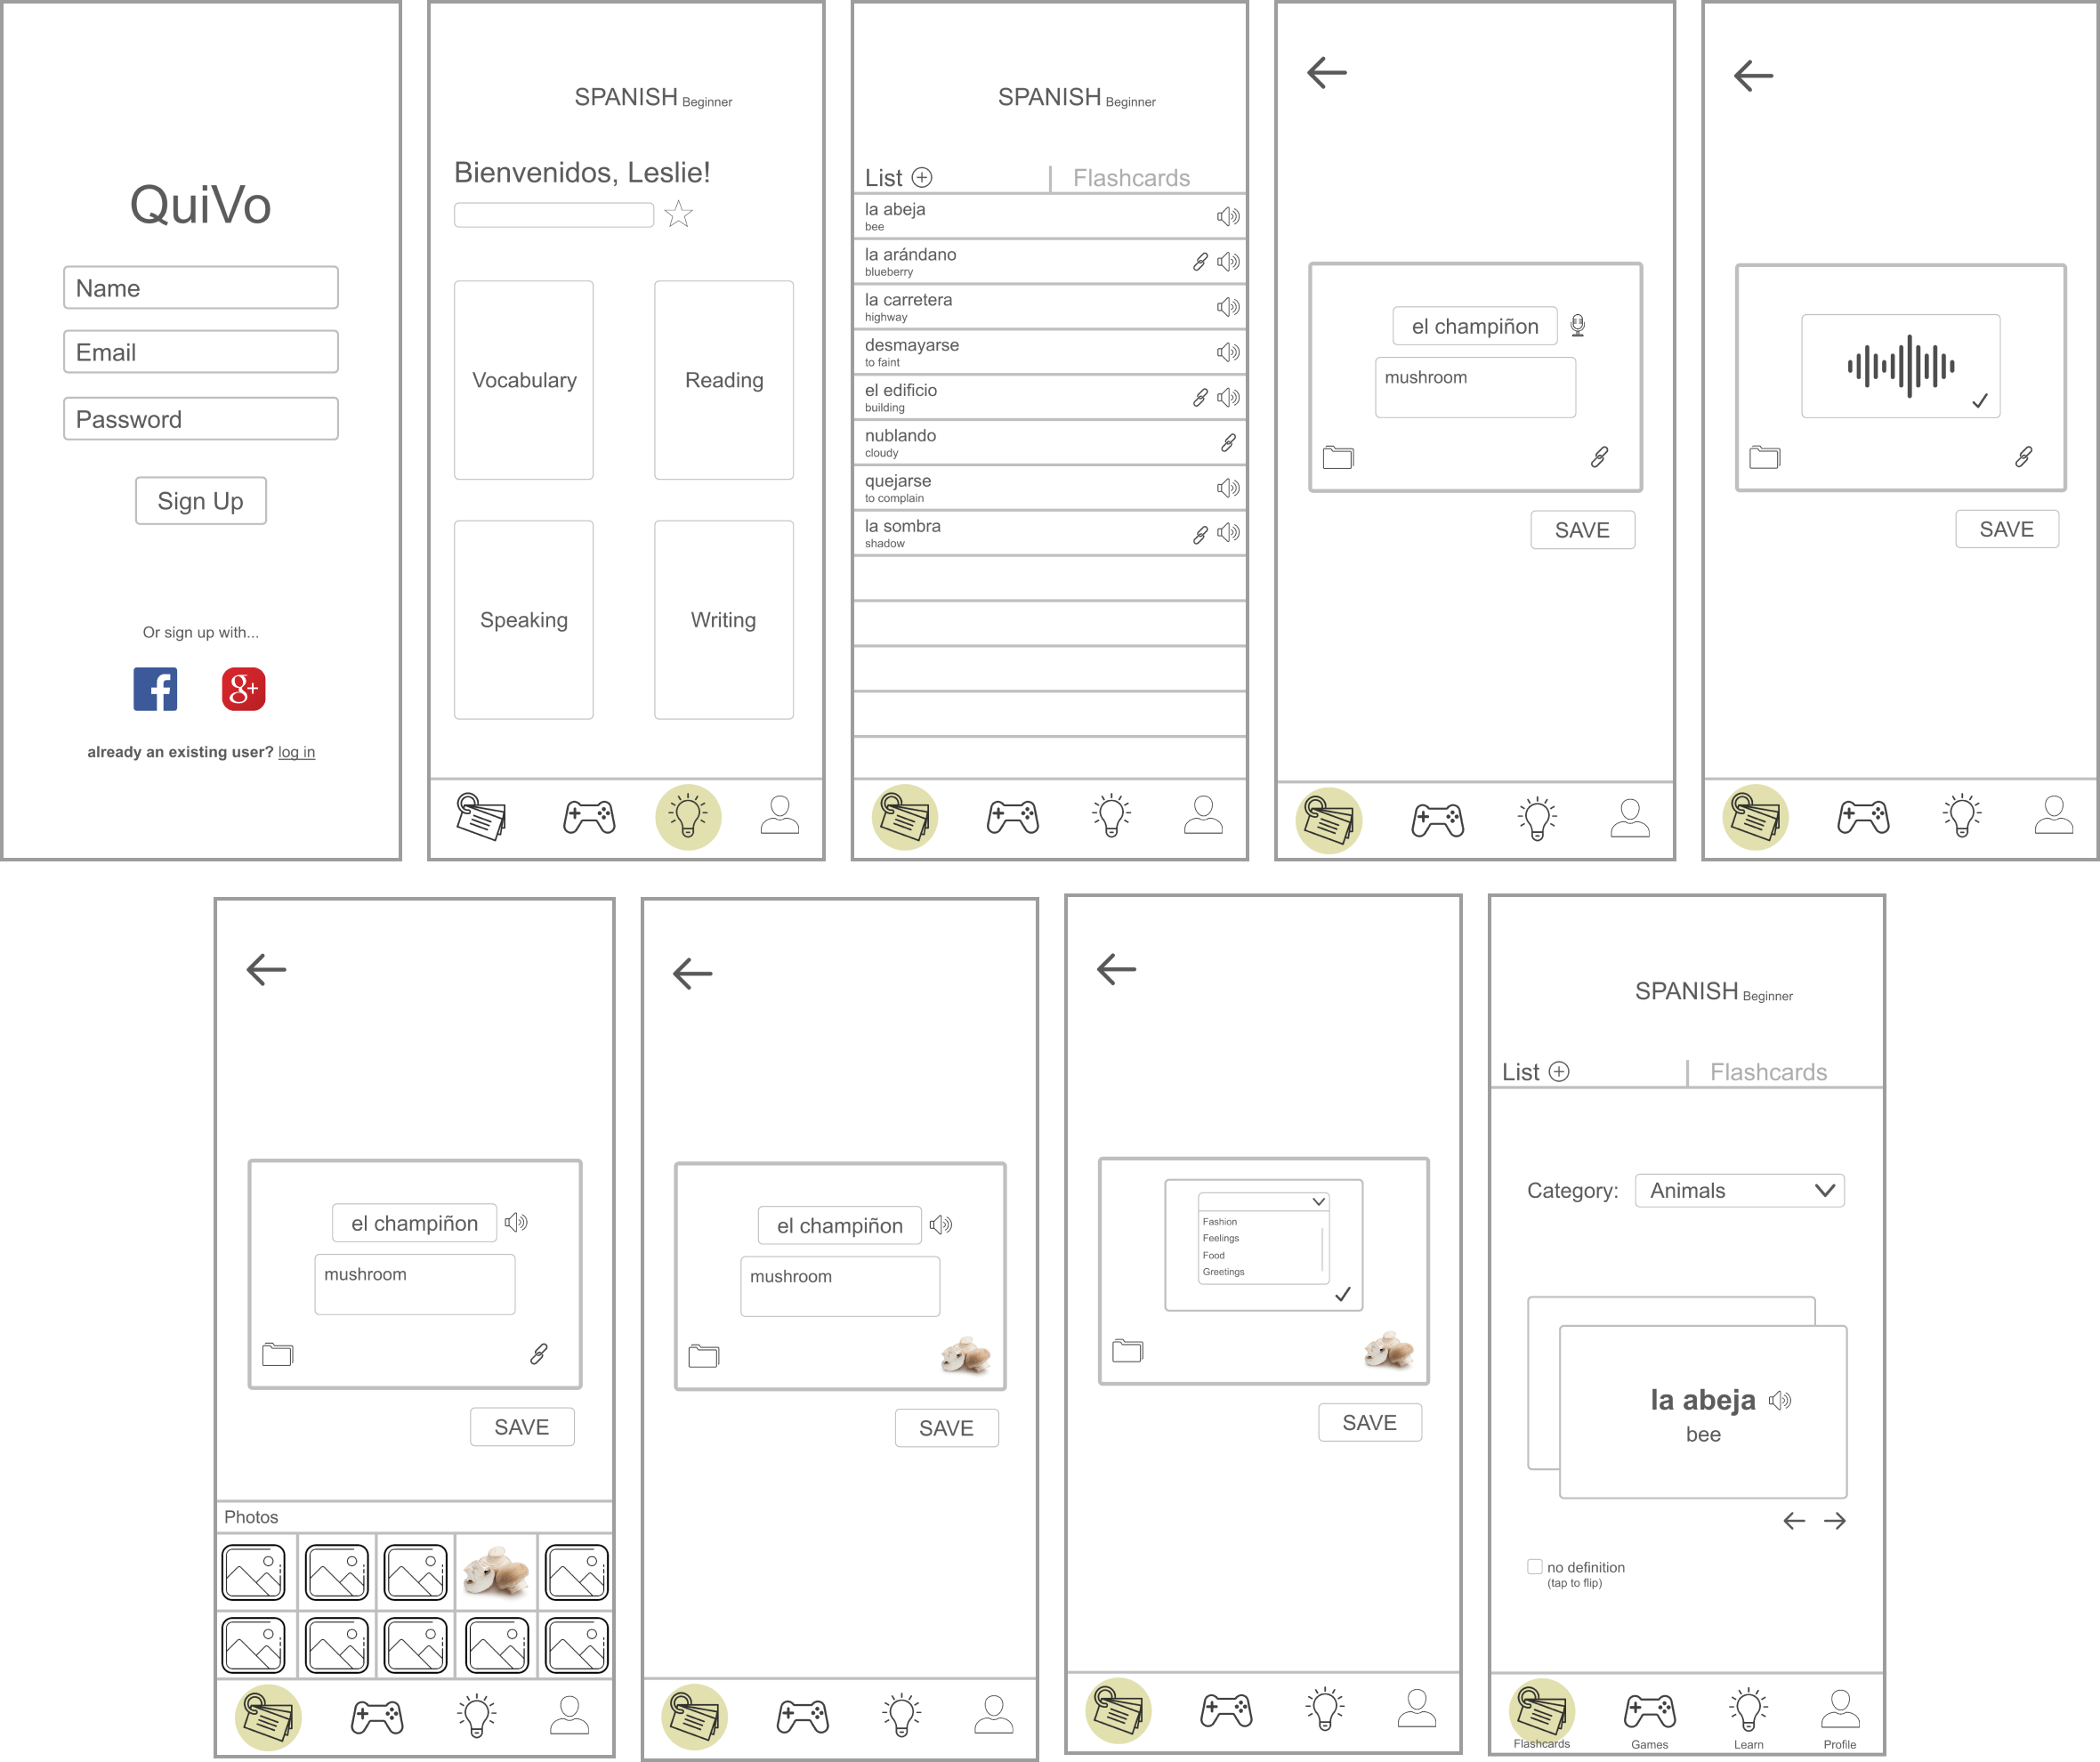 QuiVo
Name
Email
Password
Sign Up
Or sign up with...
f
g+
already an existing user? log in
SPANISH Beginner
Bienvenidos, Leslie!
Vocabulary
Reading
Speaking
Writing
SPANISH Beginner
List
Flashcards
la abeja
bee
la arándano
blueberry
la carretera
highway
desmayarse
to faint
el edificio
building
nublando
cloudy
quejarse
to complain
la sombra
shadow
el champiñon
mushroom
SAVE
SAVE
el champiñon
mushroom
SAVE
Photos
el champiñon
mushroom
SAVE
Fashion
Feelings
Food
Greetings
SAVE
SPANISH Beginner
List
Flashcards
Category:
Animals
la abeja
bee
no definition
(tap to flip)
Flashcards
Games
Learn
Profile